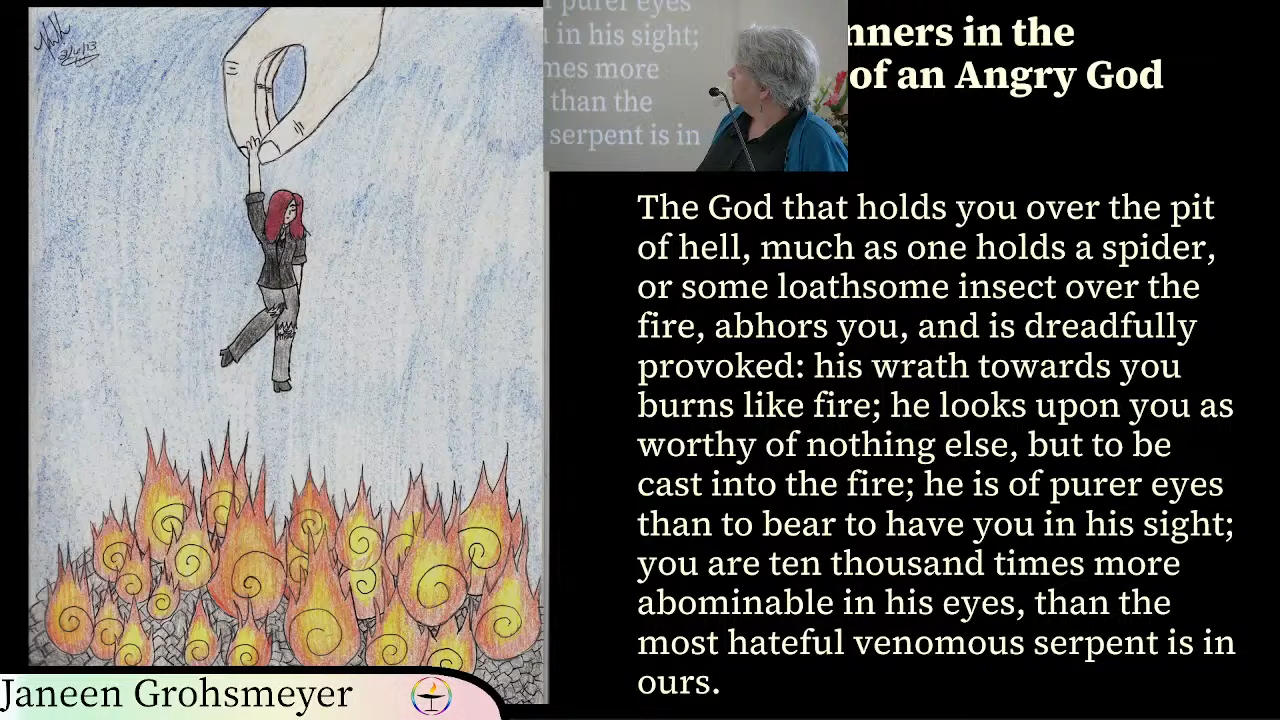 3/4/13
r purer eyes
in his sight;
mes more
than the
serpent is in
nners in the
of an Angry God
The God that holds you over the pit
of hell, much as one holds a spider,
or some loathsome insect over the
fire, abhors you, and is dreadfully
provoked: his wrath towards you
burns like fire; he looks upon you as
worthy of nothing else, but to be
cast into the fire; he is of purer eyes
than to bear to have you in his sight;
you are ten thousand times more
abominable in his eyes, than the
most hateful venomous serpent is in
ours.
Janeen Grohsmeyer